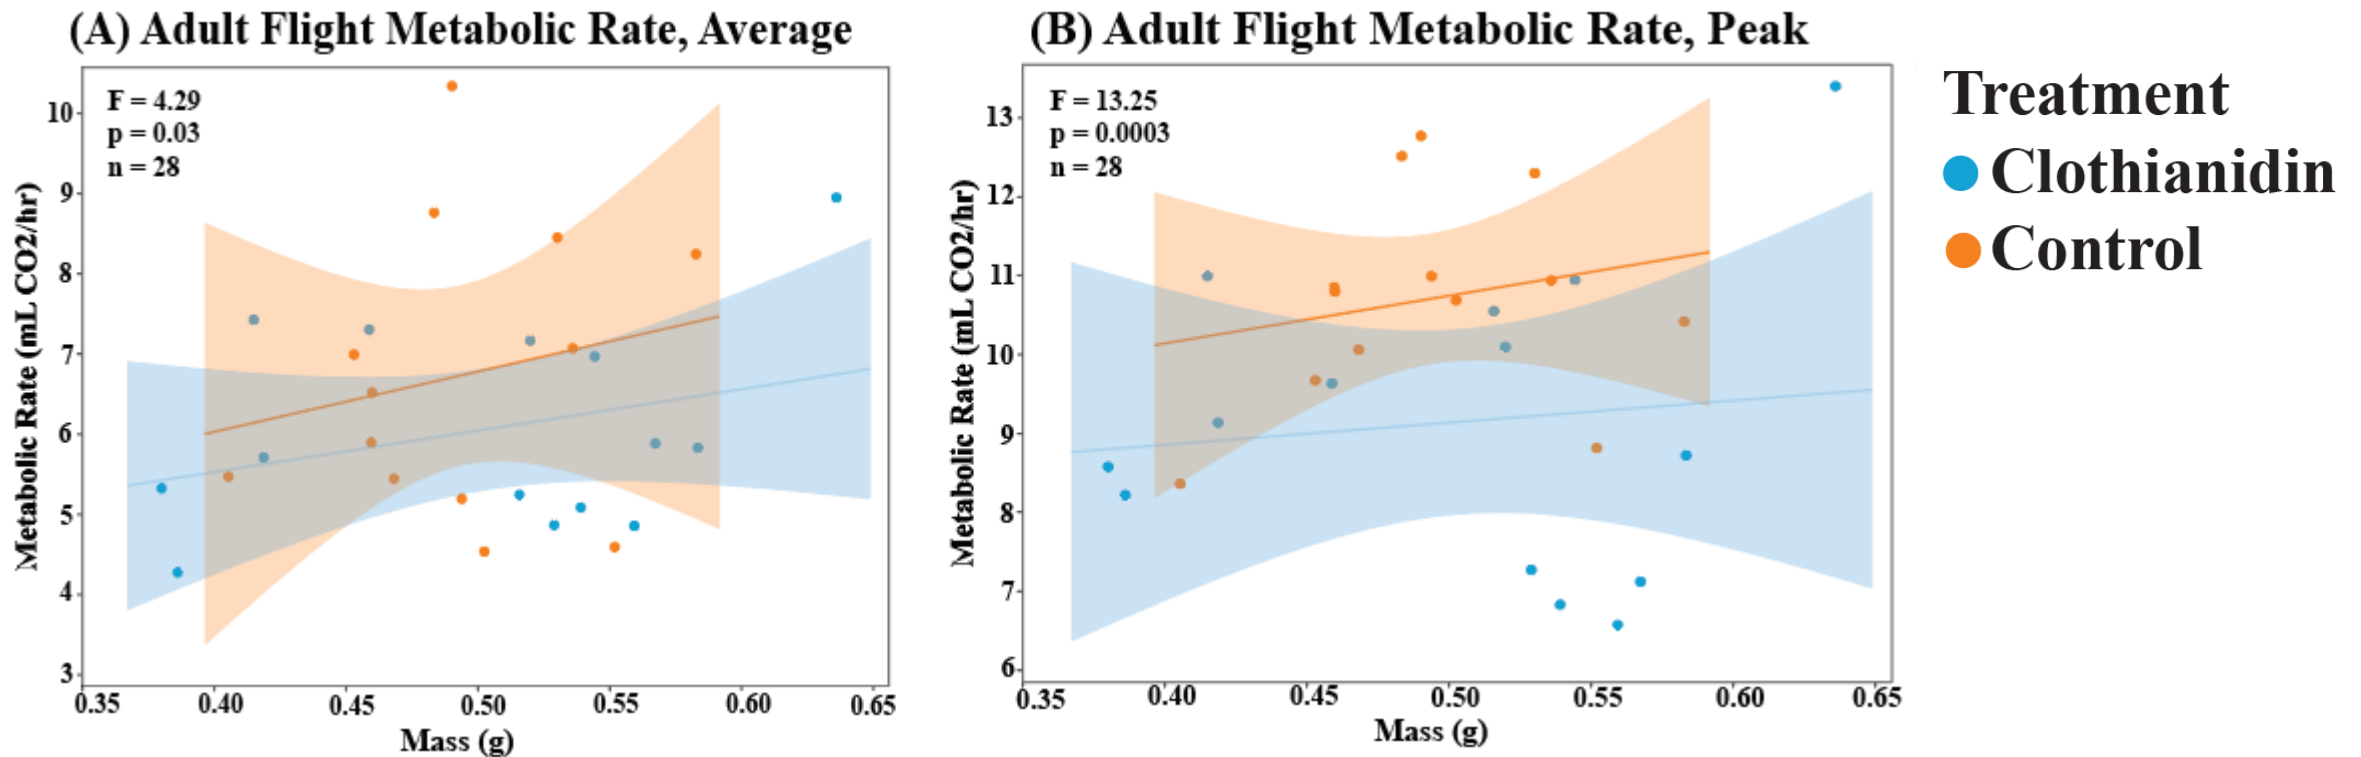 (A) Adult Flight Metabolic Rate, Average
F = 4.29
p = 0.03
n = 28
10
9
8
7
6
5
4
3
Metabolic Rate (mL CO2/hr)
0.35 0.40 0.45 0.50 0.55 0.60 0.65
Mass (g)
(B) Adult Flight Metabolic Rate, Peak
F = 13.25
p = 0.0003
n = 28
13
12
11
10
9
8
7
6
Metabolic Rate (mL CO2/hr)
0.35 0.40 0.45 0.50 0.55 0.60 0.65
Mass (g)
Treatment
Clothianidin
Control